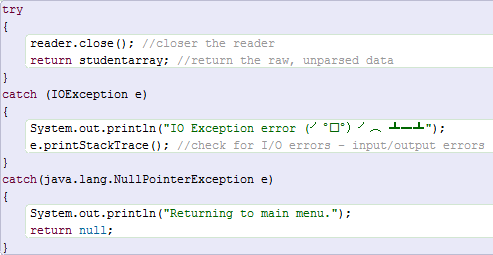 try
{
reader.close(); //closer the reader
return studentarray; //return the raw, unparsed data
}
catch (IOException e)
{
System.out.println("IO Exception error (╯°□°)╯︵ ┻━┻");
e.printStackTrace(); //check for I/O errors - input/output errors
}
catch(java.lang.NullPointerException e)
{
System.out.println("Returning to main menu.");
return null;
}